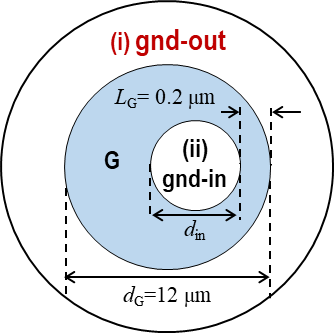 (i) gnd-out
L_G= 0.2 μm
G
(ii)
gnd-in
d_in
d_G=12 μm